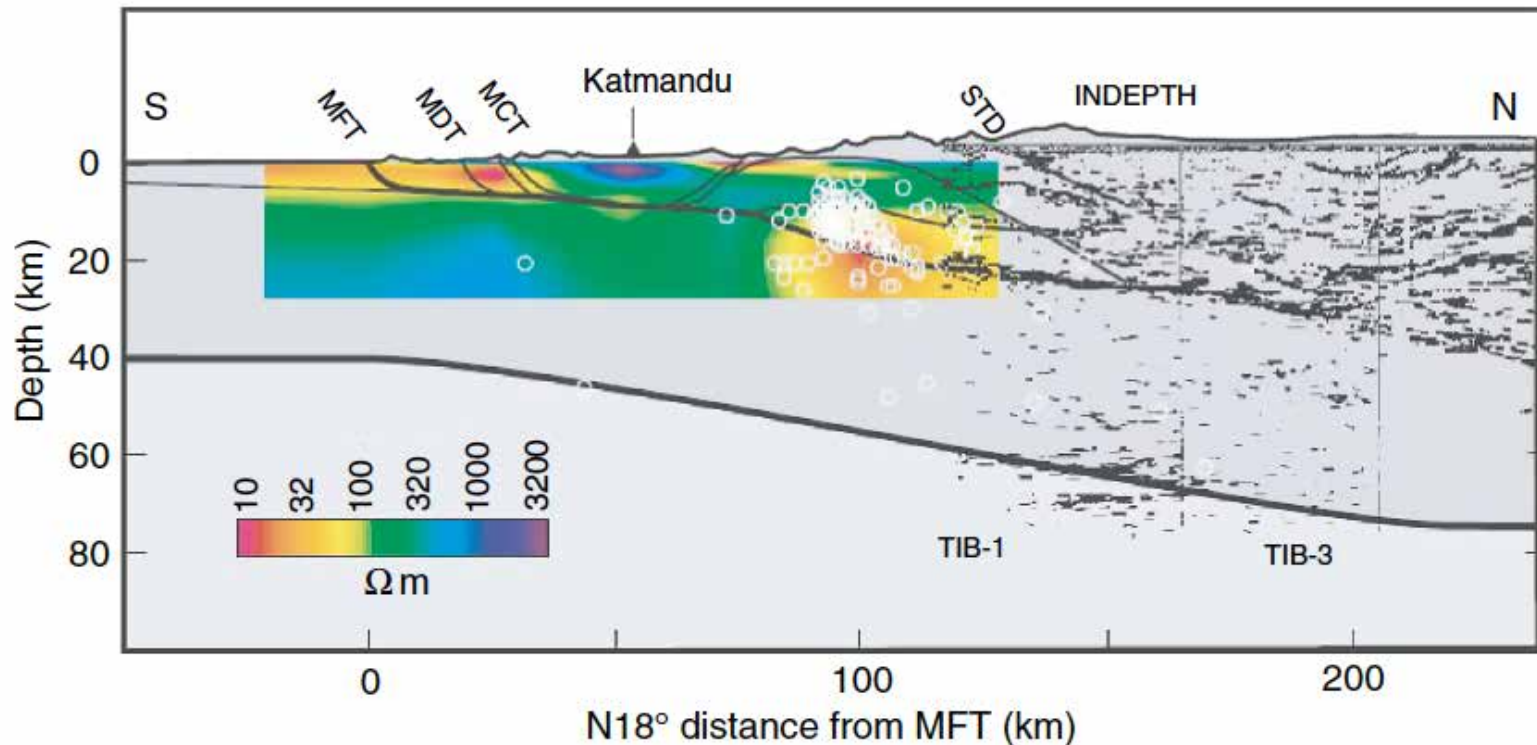 S
MFT
MDT
MCT
Katmandu
STD
INDEPTH
N
0
20
40
60
80
Depth (km)
10
32
100
320
1000
3200
Ω m
TIB-1
TIB-3
0
100
200
N18° distance from MFT (km)